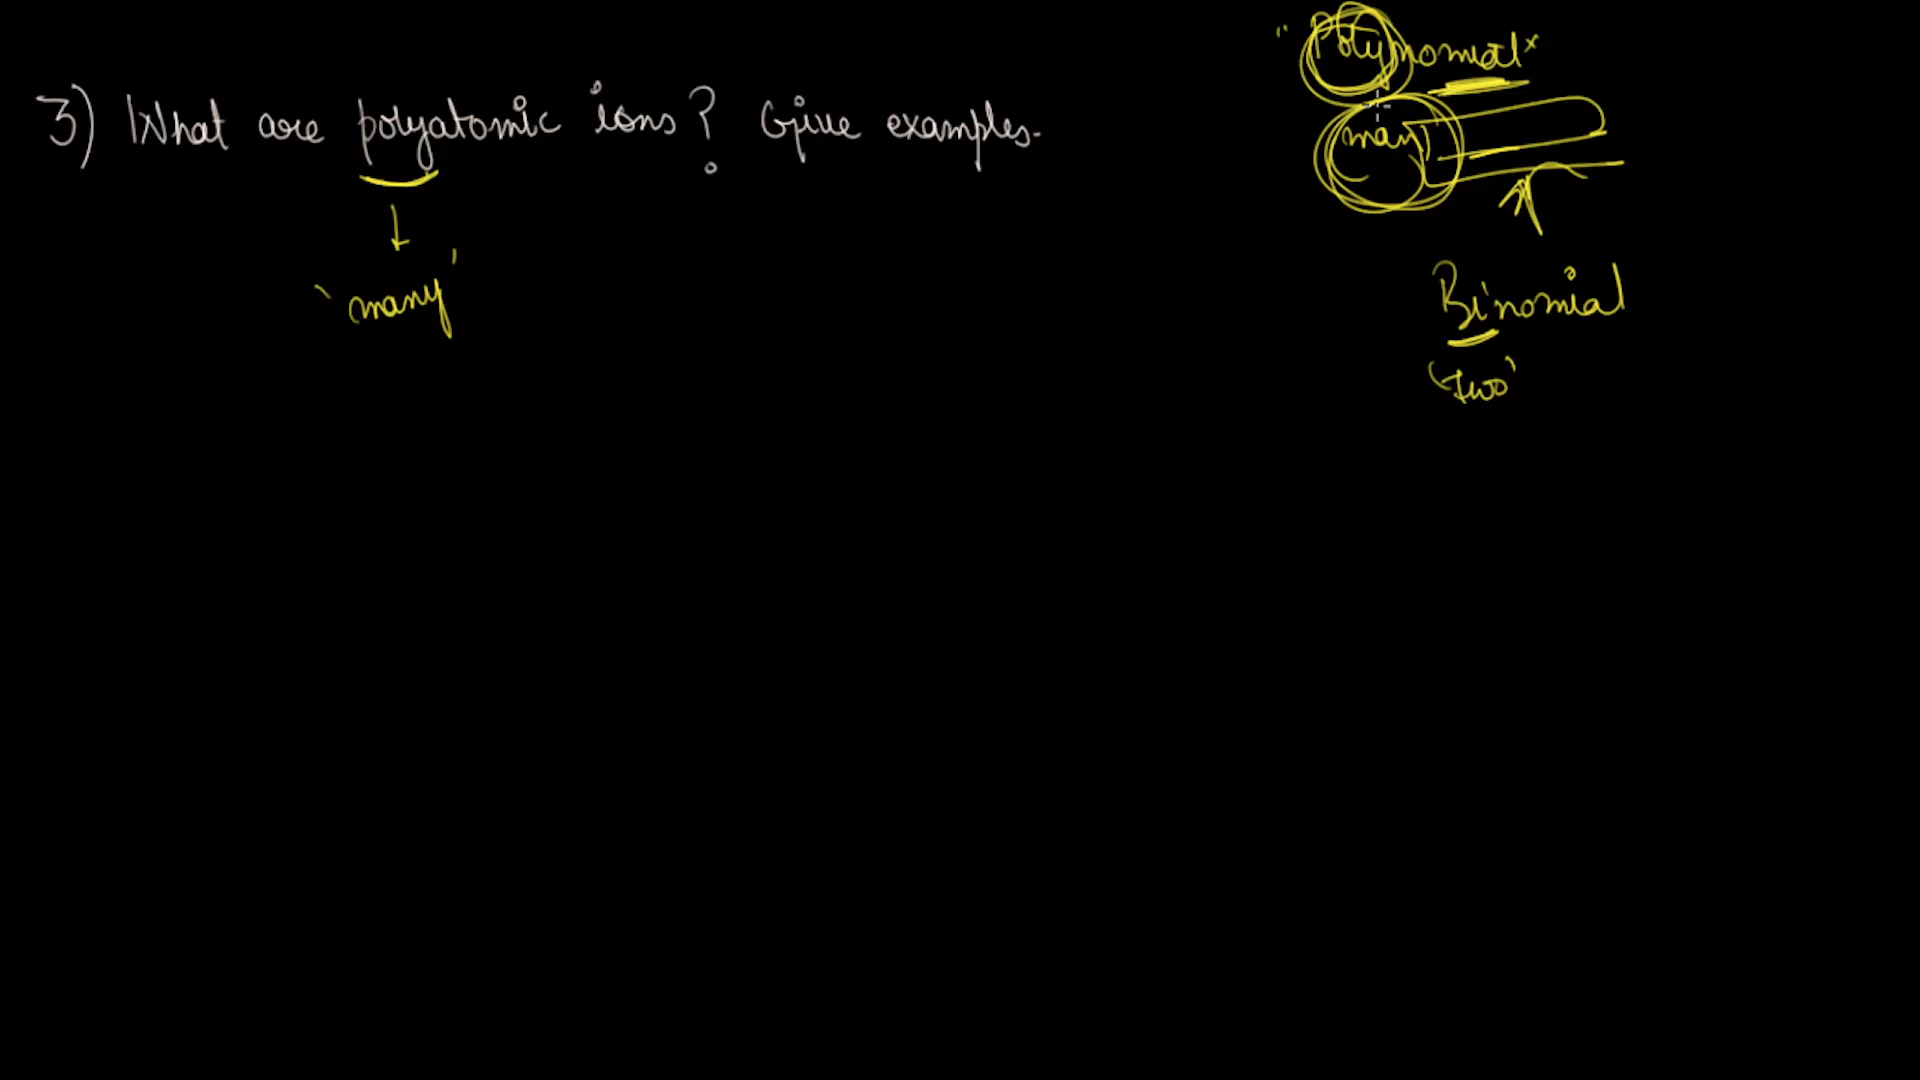 3) What are polyatomic ions? Give examples.
'many'
"Polynomial"
many
Binomial
'two'